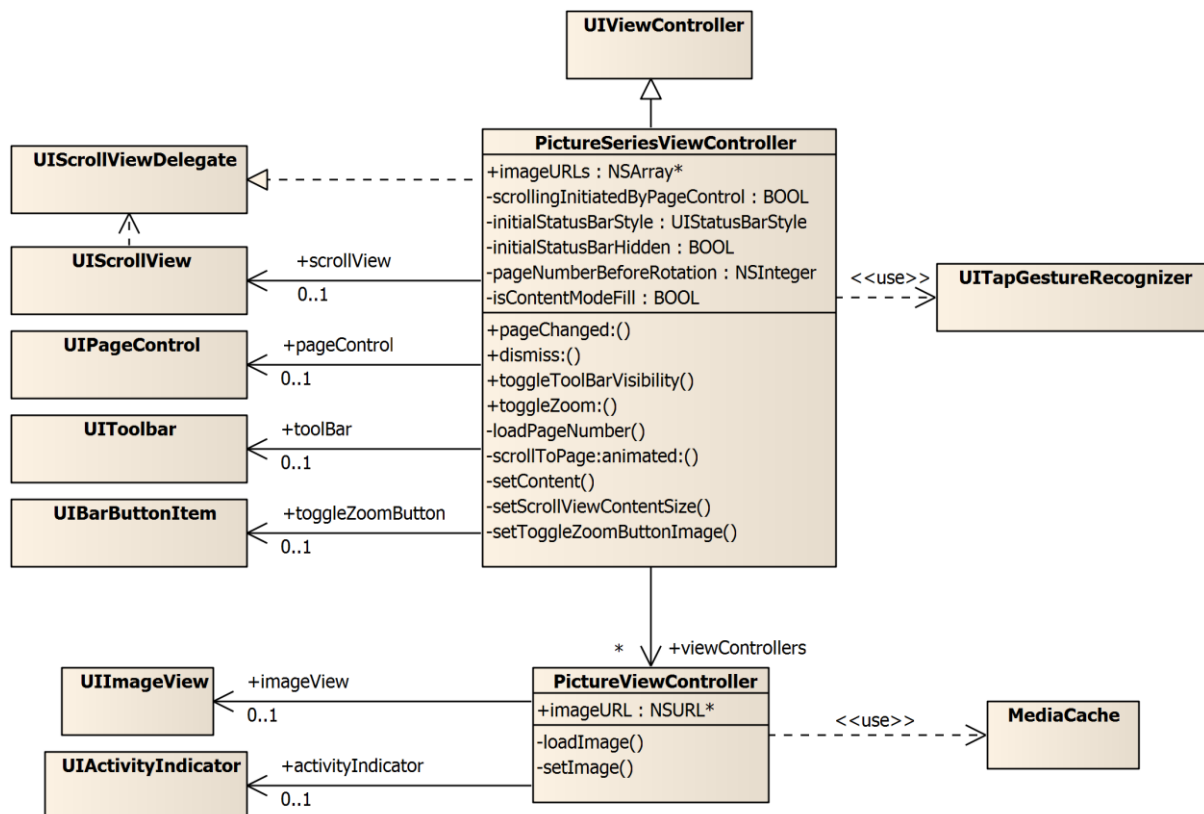 UIViewController
PictureSeriesViewController
+imageURLs : NSArray*
-scrollingInitiatedByPageControl : BOOL
-initialStatusBarStyle : UIStatusBarStyle
-initialStatusBarHidden : BOOL
-pageNumberBeforeRotation : NSInteger
-isContentModeFill : BOOL
+pageChanged:()
+dismiss:()
+toggleToolBarVisibility()
+toggleZoom:()
-loadPageNumber()
-scrollToPage:animated:()
-setContent()
-setScrollViewContentSize()
-setToggleZoomButtonImage()
UIScrollViewDelegate
UIScrollView
+scrollView
0..1
UIPageControl
+pageControl
0..1
UIToolbar
+toolBar
0..1
UIBarButtonItem
+toggleZoomButton
0..1
<<use>>
UITapGestureRecognizer
* +viewControllers
PictureViewController
+imageURL : NSURL*
-loadImage()
-setImage()
UIImageView
+imageView
0..1
UIActivityIndicator
+activityIndicator
0..1
<<use>>
MediaCache